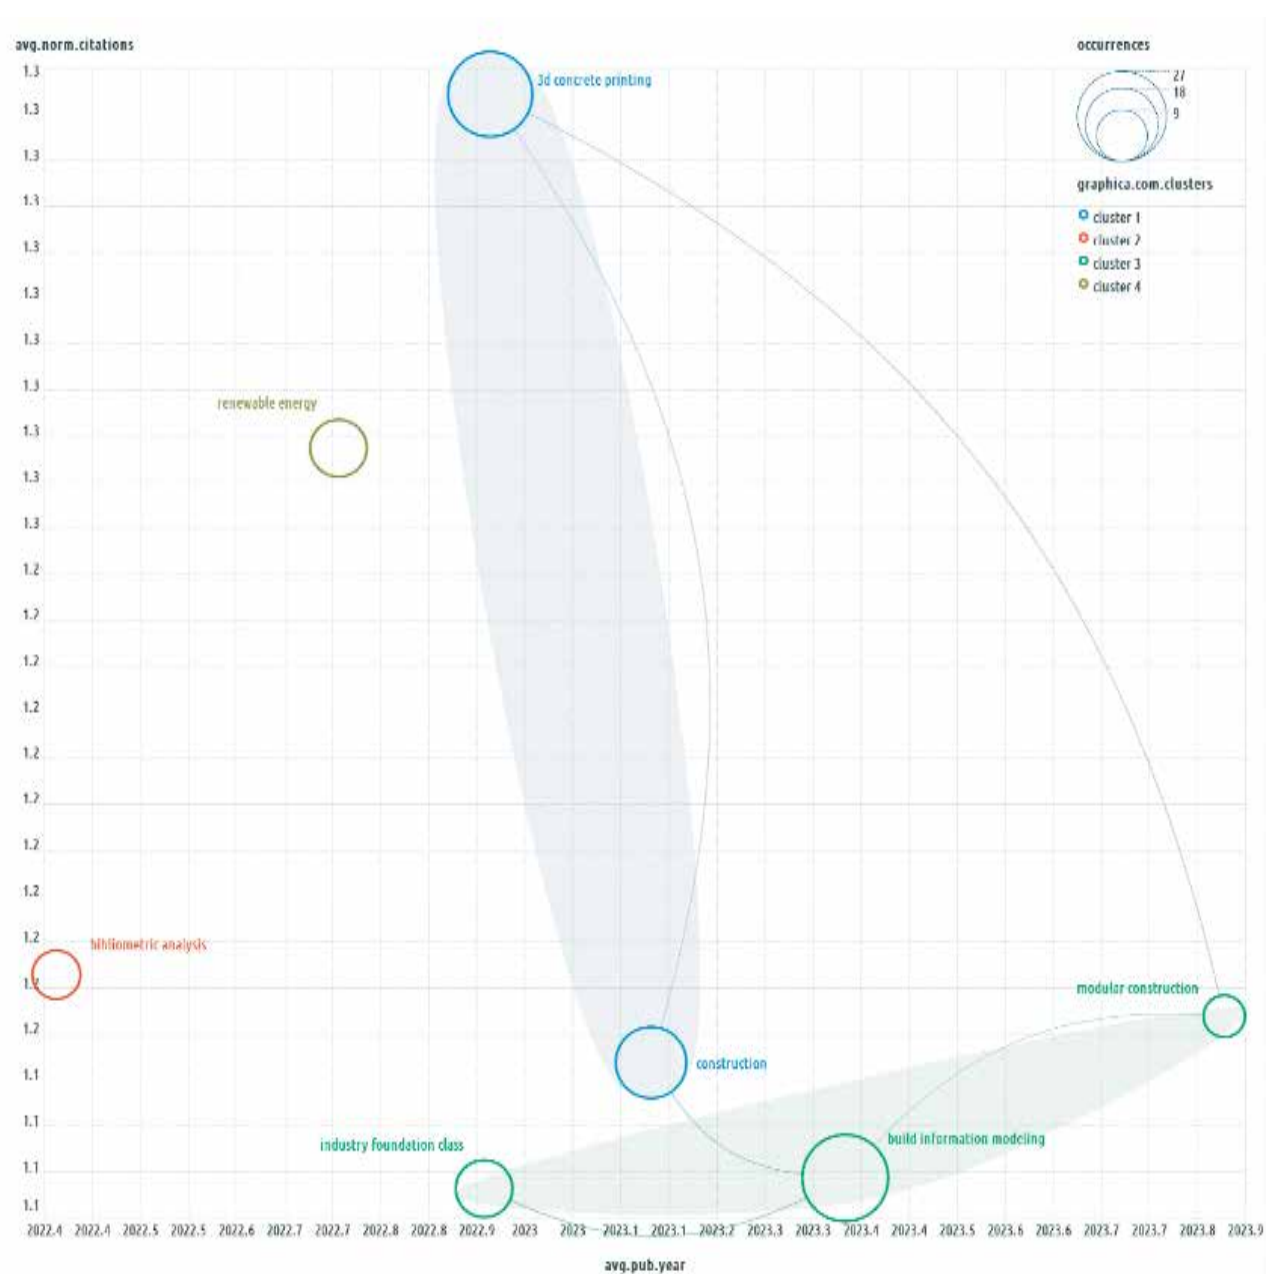 avg.norm.citations
occurrences
27
18
9
graphica.com.clusters
cluster 1
cluster 2
cluster 3
cluster 4
1.3
1.3
1.3
1.3
1.3
1.3
1.3
1.3
1.3
1.3
1.3
1.2
1.2
1.2
1.2
1.2
1.2
1.2
1.2
1.2
1.2
1.2
1.1
1.1
1.1
1.1
3d concrete printing
renewable energy
bibliometric analysis
modular construction
construction
build information modeling
industry foundation class
2022.4 2022.4 2022.5 2022.5 2022.6 2022.7 2022.7 2022.8 2022.8 2022.9 2023 2023 2023.1 2023.1 2023.2 2023.3 2023.3 2023.4 2023.4 2023.5 2023.6 2023.6 2023.7 2023.7 2023.8 2023.9
avg.pub.year